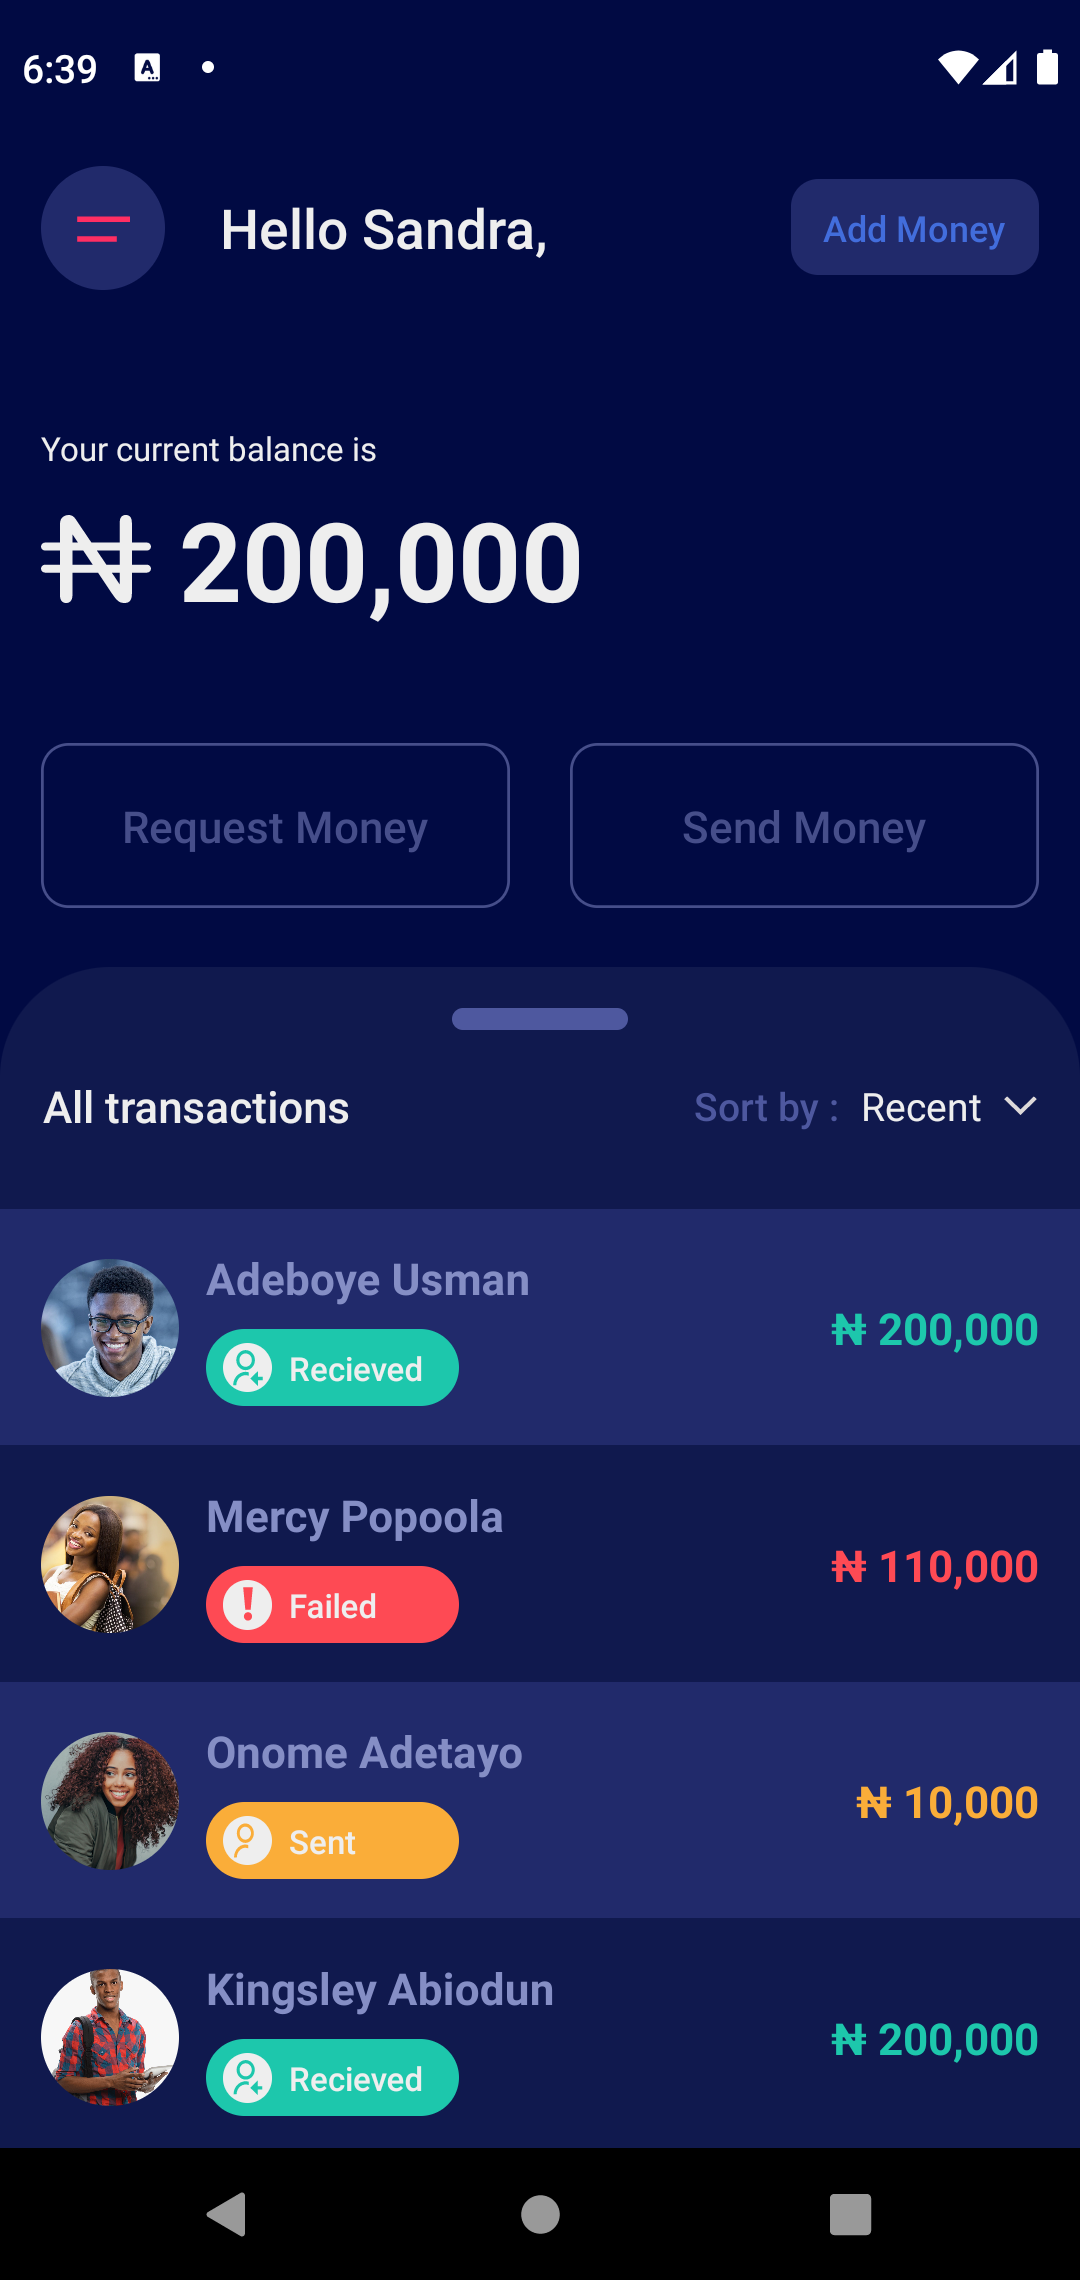 6:39
Hello Sandra,
Add Money
Your current balance is
₦ 200,000
Request Money
Send Money
All transactions
Sort by : Recent
Adeboye Usman
Recieved
₦ 200,000
Mercy Popoola
Failed
₦ 110,000
Onome Adetayo
Sent
₦ 10,000
Kingsley Abiodun
Recieved
₦ 200,000